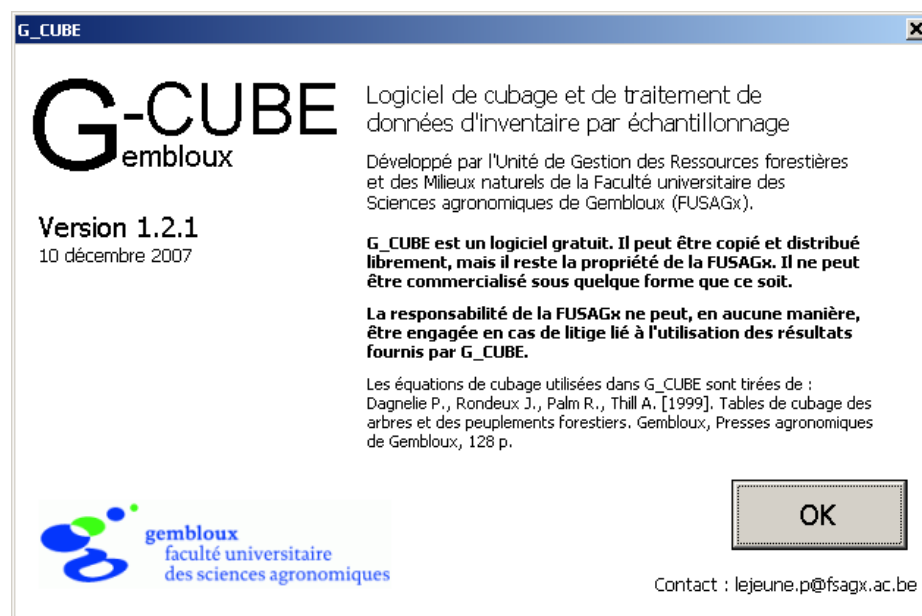 G_CUBE
G-CUBE
Gembloux
Version 1.2.1
10 décembre 2007
Logiciel de cubage et de traitement de
données d'inventaire par échantillonnage
Développé par l'Unité de Gestion des Ressources forestières
et des Milieux naturels de la Faculté universitaire des
Sciences agronomiques de Gembloux (FUSAGx).
G_CUBE est un logiciel gratuit. Il peut être copié et distribué
librement, mais il reste la propriété de la FUSAGx. Il ne peut
être commercialisé sous quelque forme que ce soit.
La responsabilité de la FUSAGx ne peut, en aucune manière,
être engagée en cas de litige lié à l'utilisation des résultats
fournis par G_CUBE.
Les équations de cubage utilisées dans G_CUBE sont tirées de :
Dagnelie P., Rondeux J., Palm R., Thill A. [1999]. Tables de cubage des
arbres et des peuplements forestiers. Gembloux, Presses agronomiques
de Gembloux, 128 p.
gembloux
faculté universitaire
des sciences agronomiques
OK
Contact : lejeune.p@fsagx.ac.be